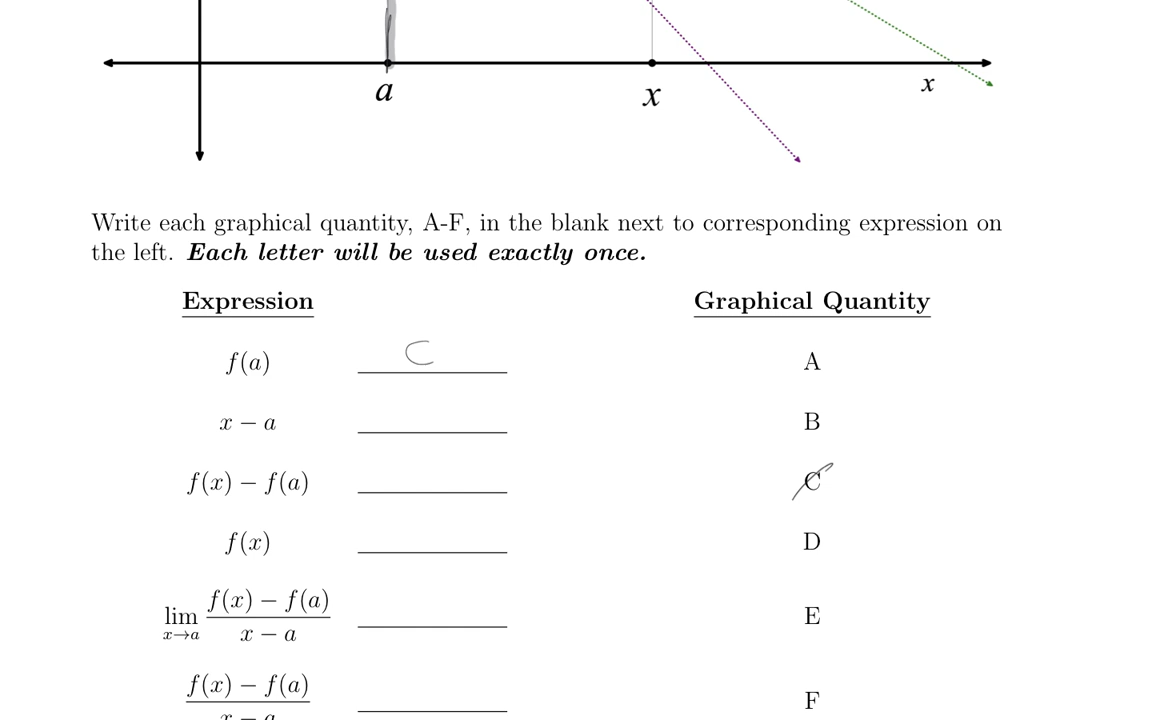 a
x
x
Write each graphical quantity, A-F, in the blank next to corresponding expression on
the left. Each letter will be used exactly once.
Expression Graphical Quantity
f(a) C A
x − a B
f(x) − f(a) C
f(x) D
lim x→a (f(x) − f(a))/(x − a) E
(f(x) − f(a))/(x − a) F